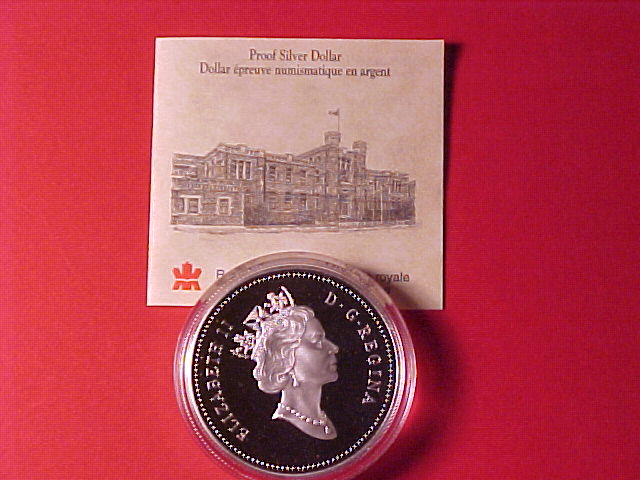 Proof Silver Dollar
Dollar épreuve numismatique en argent
royale
ELIZABETH II D·G·REGINA